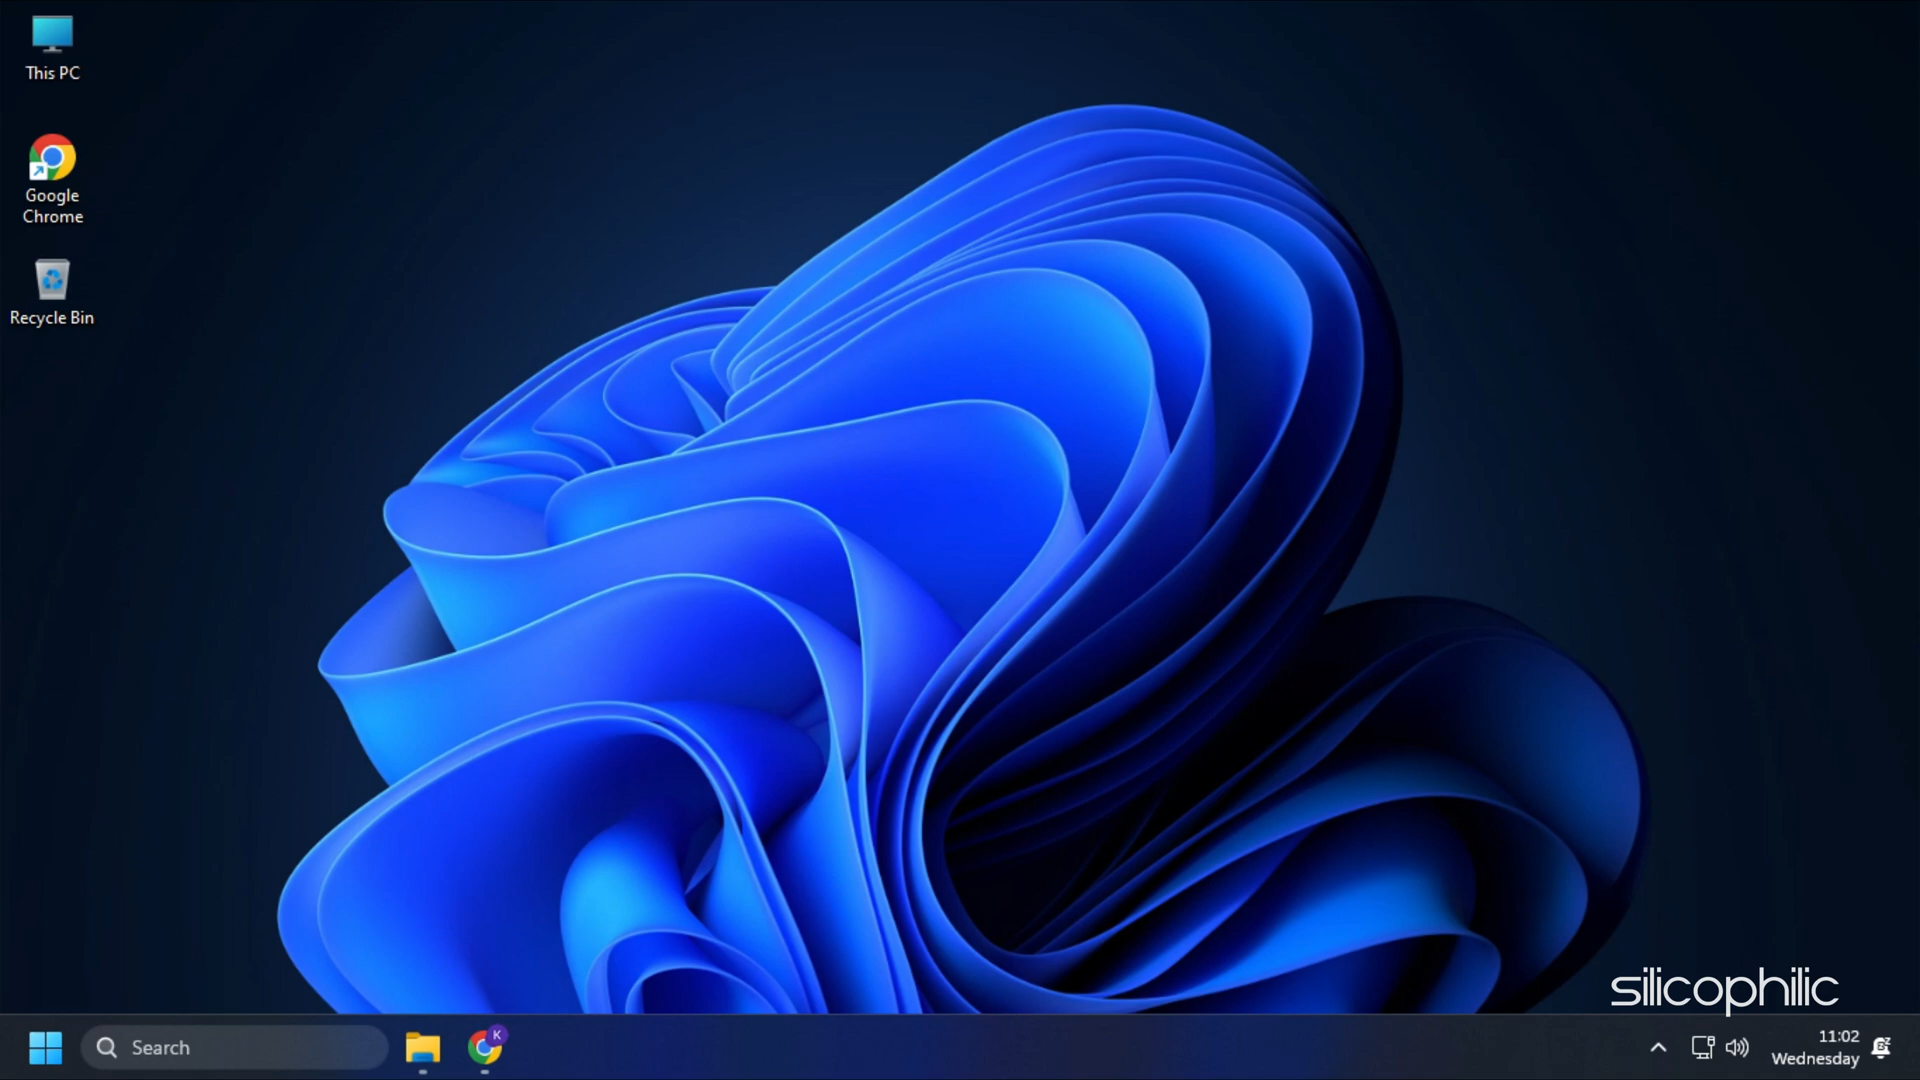 This PC
Google
Chrome
Recycle Bin
silicophilic
Search
K
11:02
Wednesday